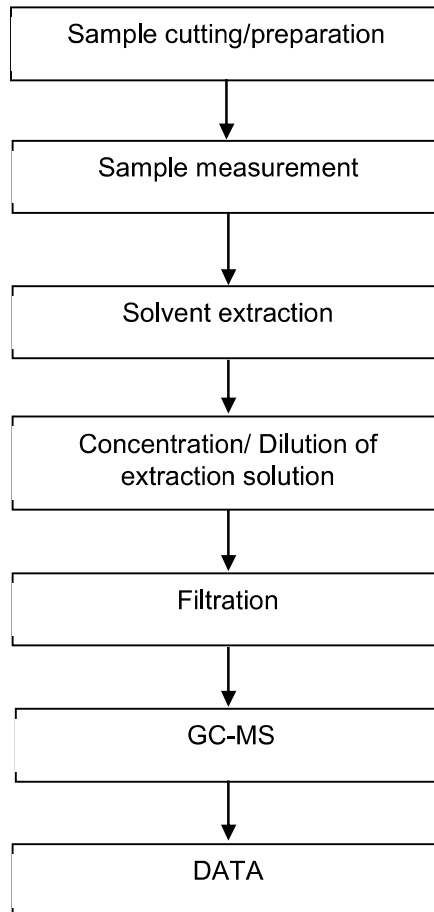 Sample cutting/preparation
Sample measurement
Solvent extraction
Concentration/ Dilution of
extraction solution
Filtration
GC-MS
DATA